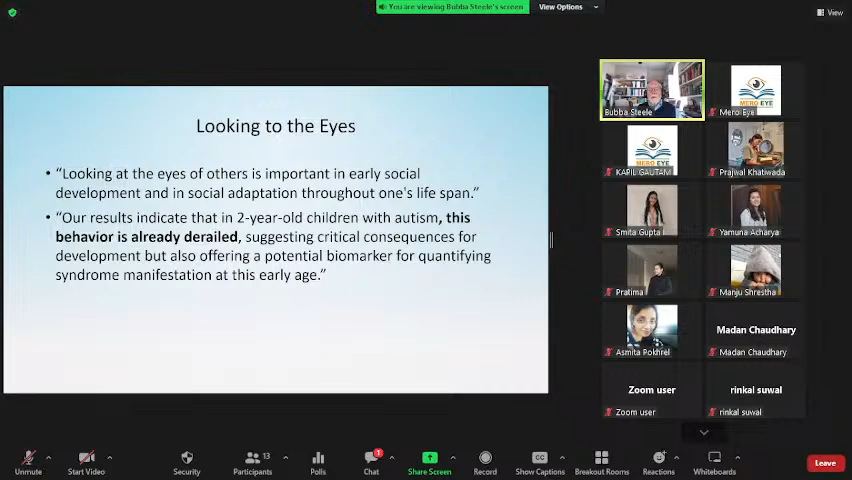 You are viewing Bubba Steele's screen
View Options
View
Looking to the Eyes
• “Looking at the eyes of others is important in early social
development and in social adaptation throughout one's life span.”
• “Our results indicate that in 2-year-old children with autism, this
behavior is already derailed, suggesting critical consequences for
development but also offering a potential biomarker for quantifying
syndrome manifestation at this early age.”
Bubba Steele
MERO EYE
Mero Eye
MERO EYE
KAPIL GAUTAM
Prajwal Khatiwada
Smita Gupta
Yamuna Acharya
Pratima
Manju Shrestha
Asmita Pokhrel
Madan Chaudhary
Madan Chaudhary
Zoom user
Zoom user
rinkal suwal
rinkal suwal
Unmute
Start Video
Security
13
Participants
Polls
1
Chat
Share Screen
Record
CC
Show Captions
Breakout Rooms
Reactions
Whiteboards
Leave